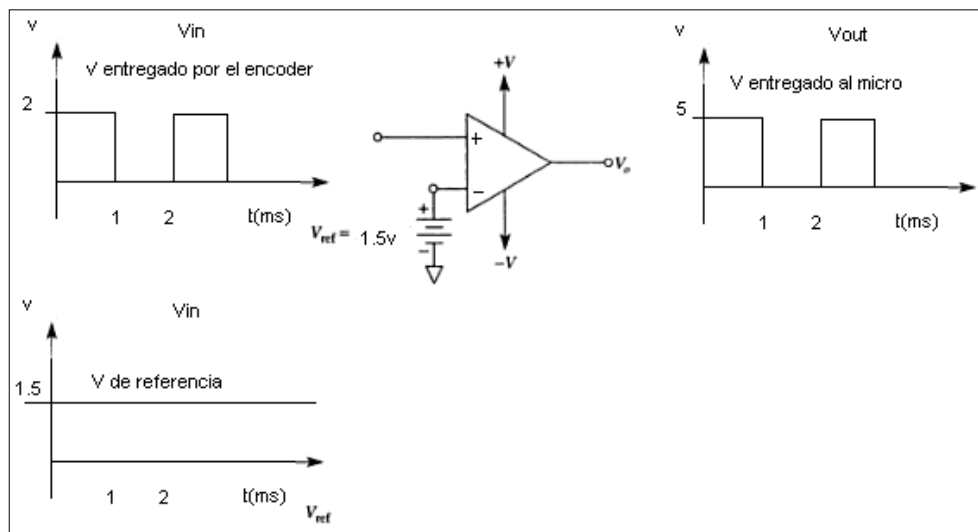 v
Vin
V entregado por el encoder
2
1
2
t(ms)
+V
+
−
Vo
+
Vref = 1.5v
−
−V
v
Vout
V entregado al micro
5
1
2
t(ms)
v
Vin
V de referencia
1.5
1
2
t(ms)
Vref